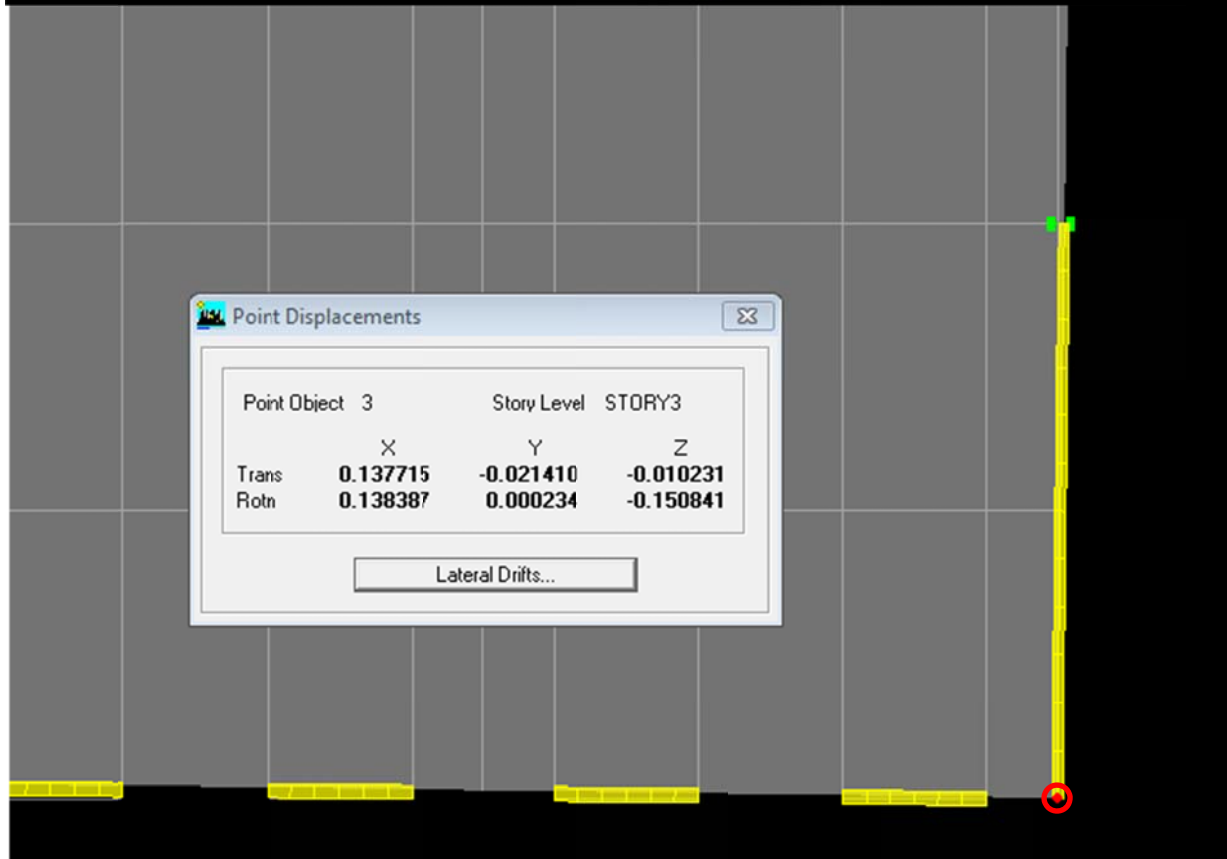 Point Displacements
Point Object 3 Story Level STORY3
X Y Z
Trans 0.137715 -0.021410 -0.010231
Rotn 0.138387 0.000234 -0.150841
Lateral Drifts...